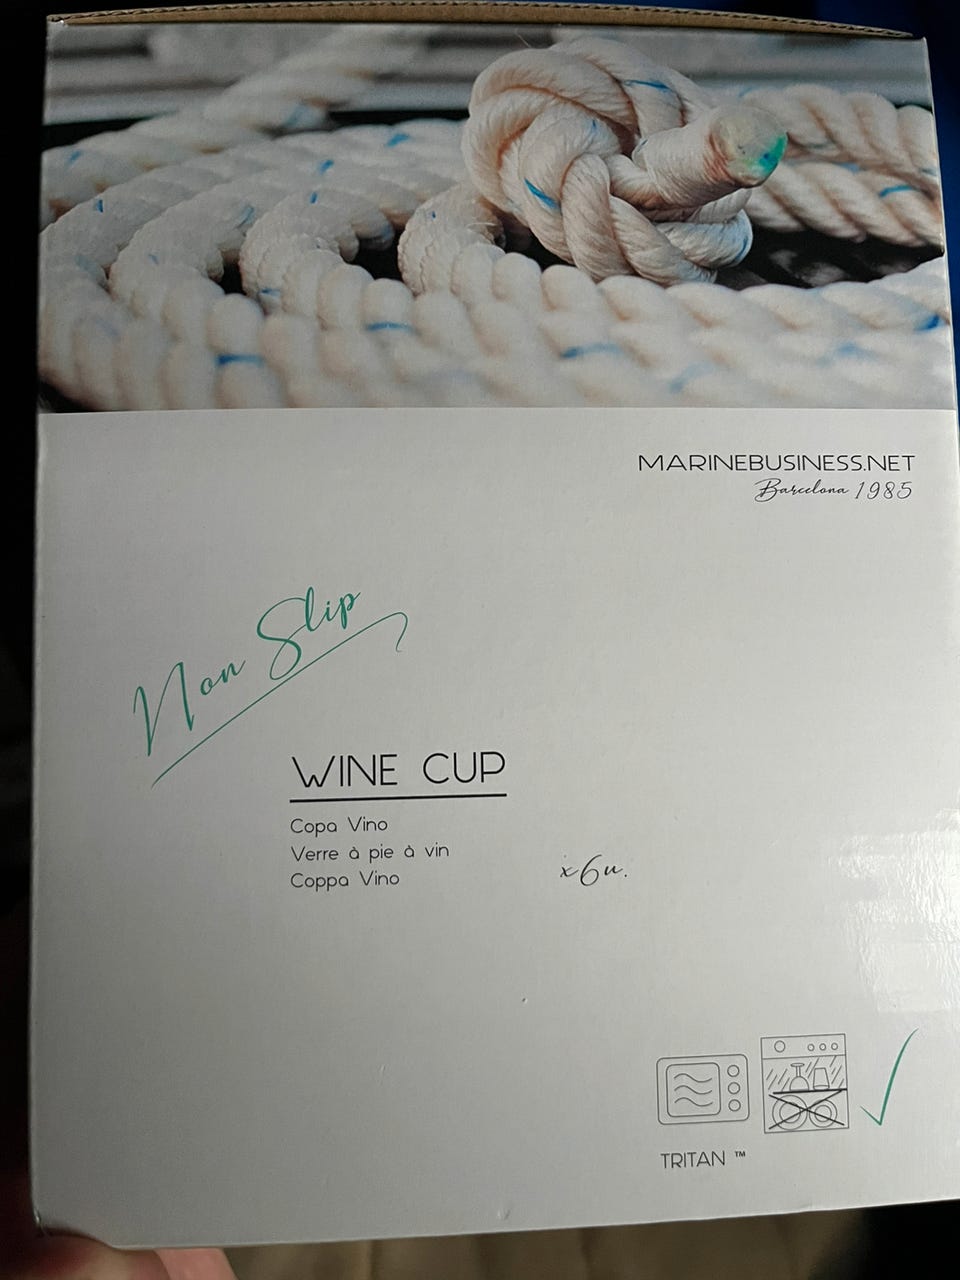 MARINEBUSINESS.NET
Barcelona 1985
Non Slip
WINE CUP
Copa Vino
Verre à pie à vin
Coppa Vino
x6u.
TRITAN ™